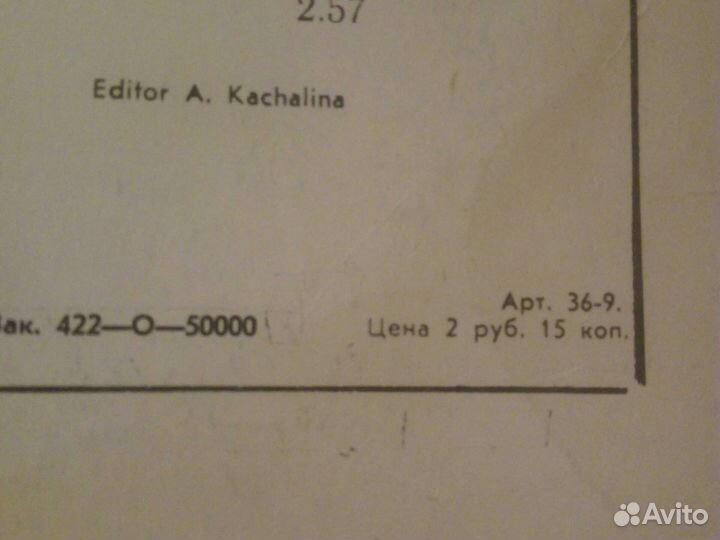 2.57
Editor A. Kachalina
Зак. 422—О—50000
Арт. 36-9.
Цена 2 руб. 15 коп.
Avito